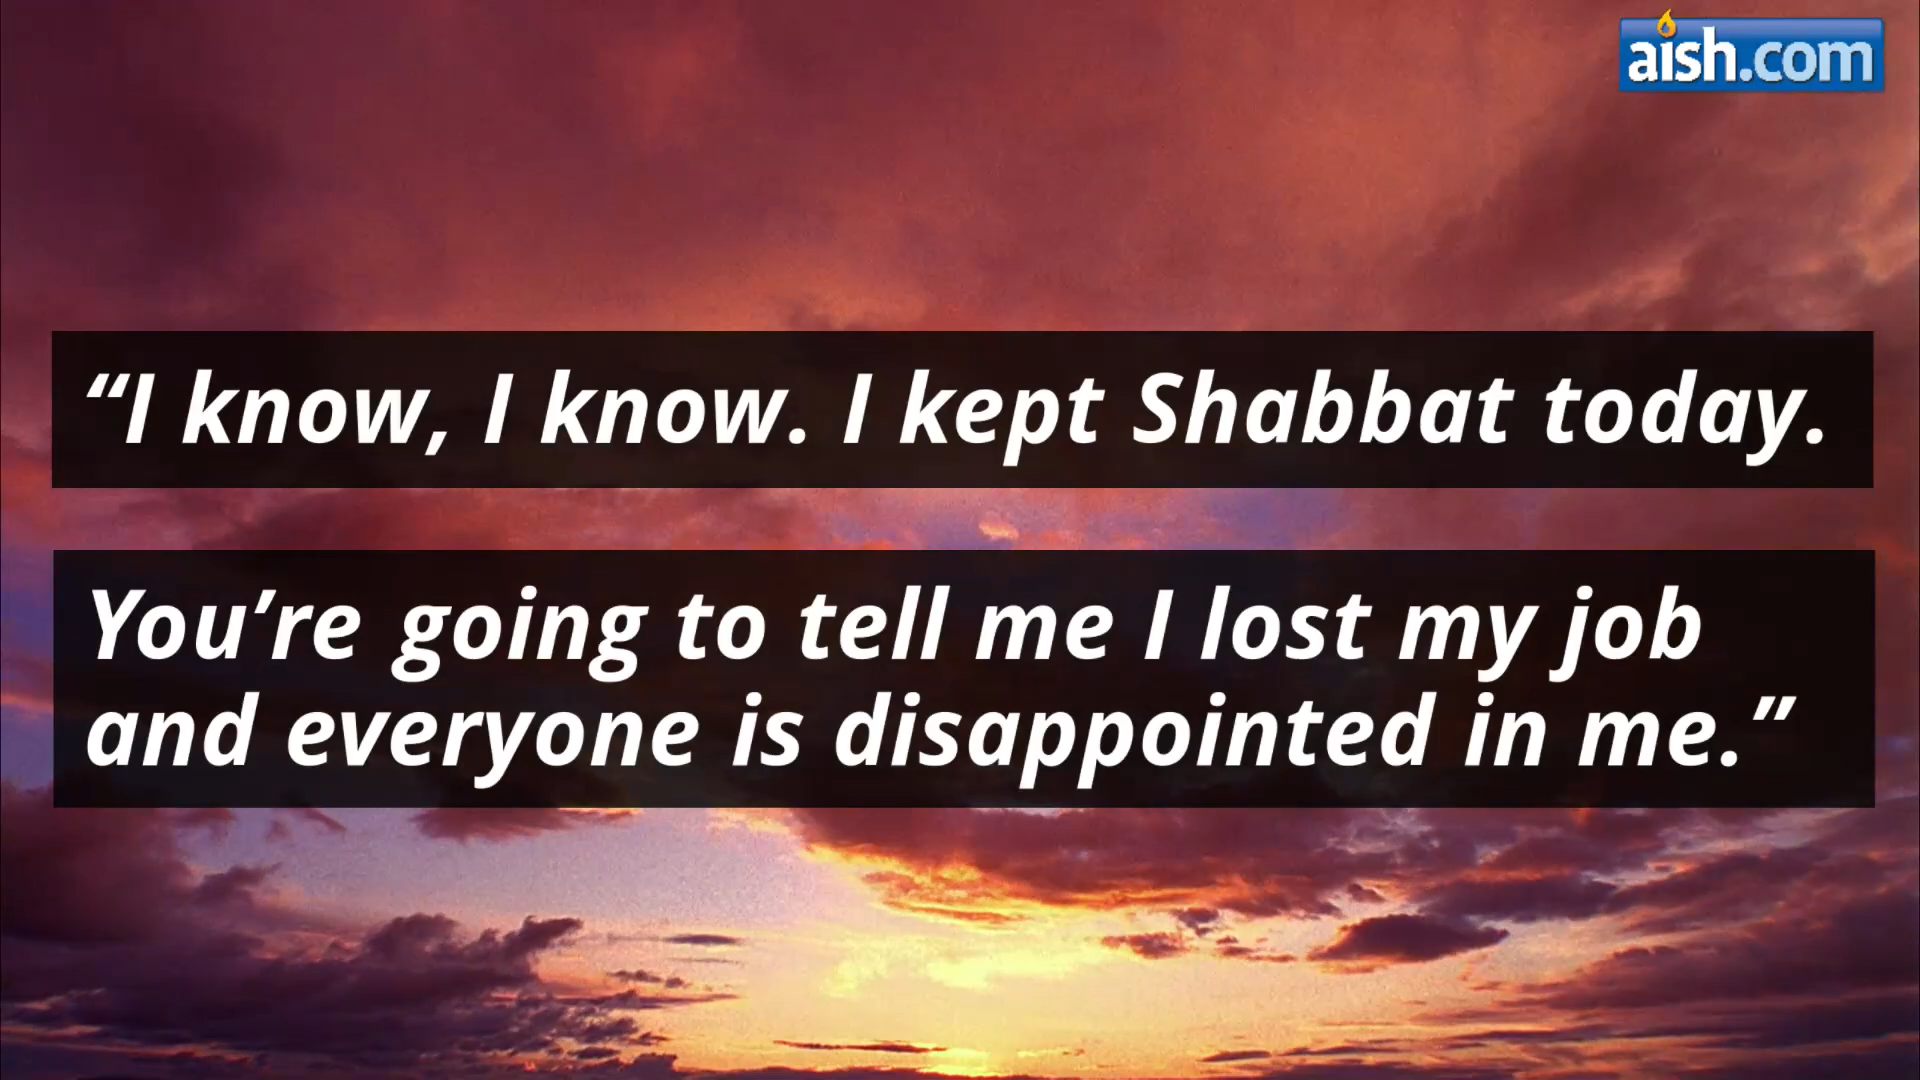 aish.com
“I know, I know. I kept Shabbat today.
You’re going to tell me I lost my job
and everyone is disappointed in me.”